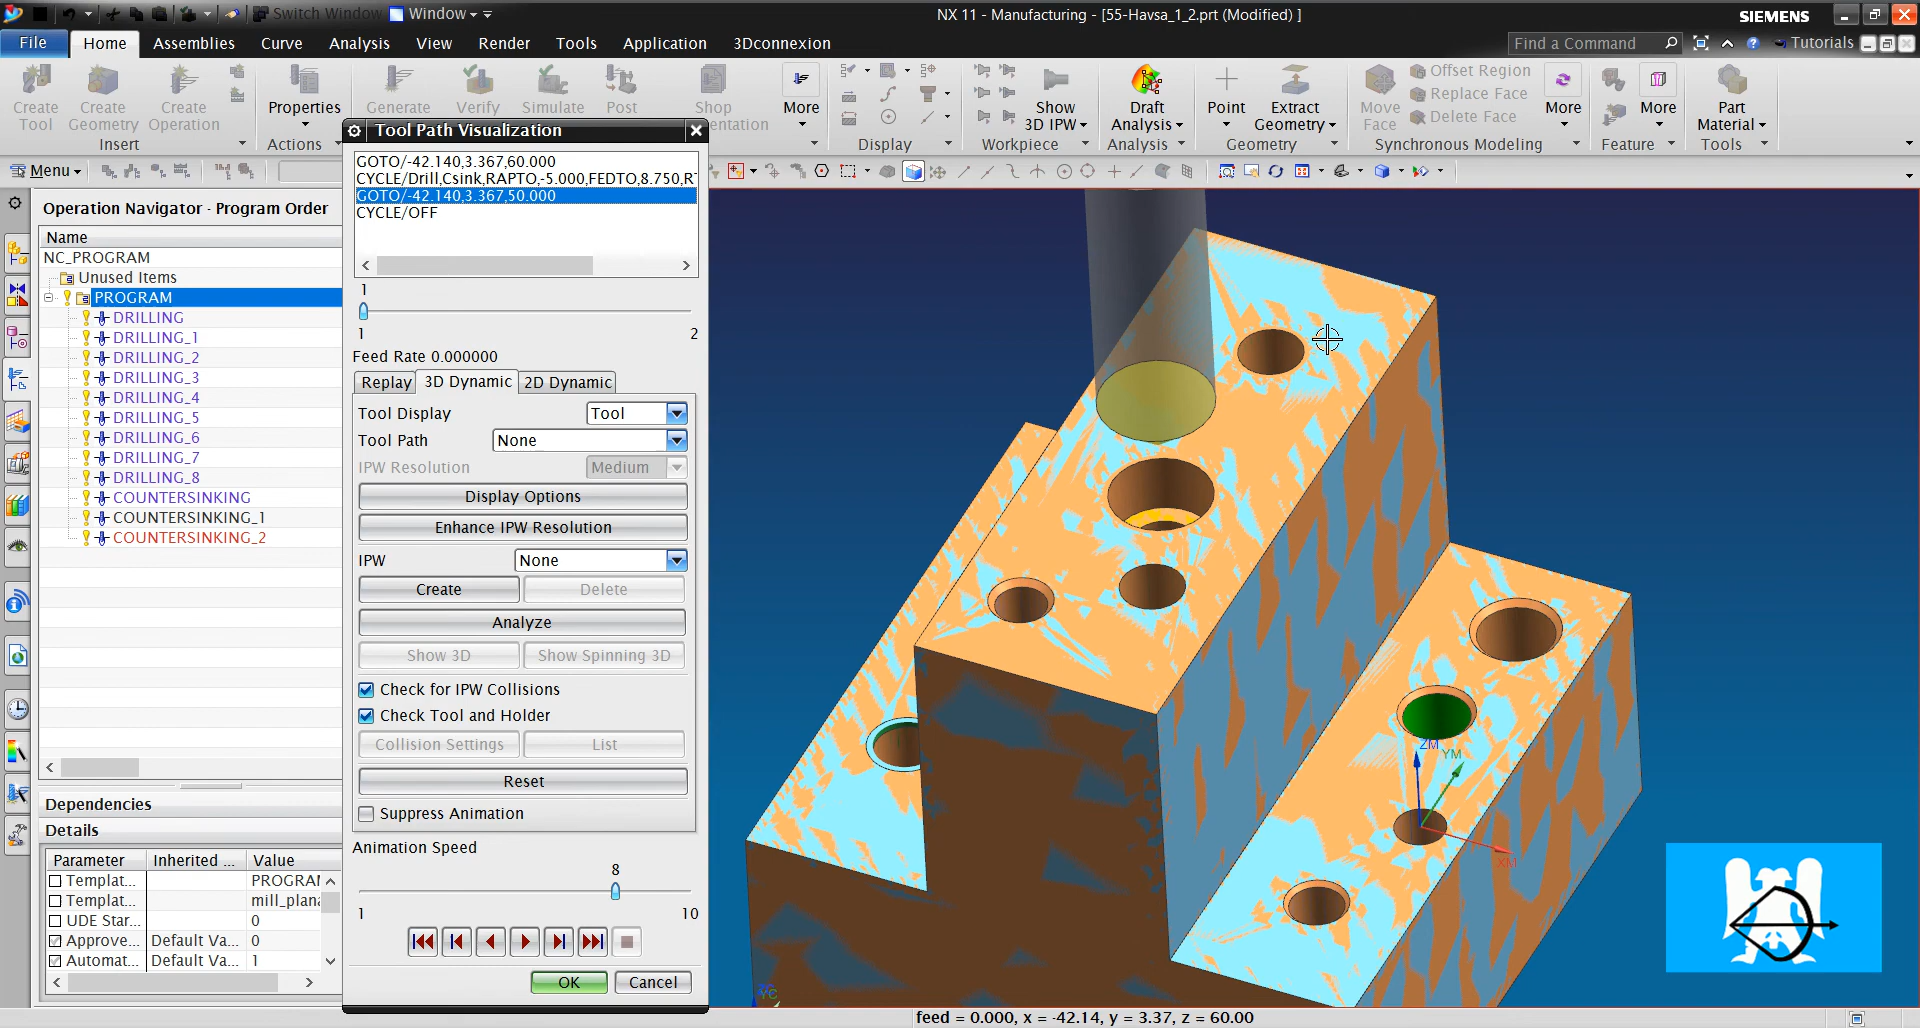 Switch Window Window NX 11 - Manufacturing - [55-Havsa_1_2.prt (Modified) ] SIEMENS
File Home Assemblies Curve Analysis View Render Tools Application 3Dconnexion Find a Command Tutorials
Create Tool
Create Geometry
Create Operation
Insert
Properties
Actions
Generate
Verify
Simulate
Post
Shop
More
Display
Show 3D IPW
Workpiece
Draft Analysis
Analysis
Point
Extract Geometry
Geometry
Move Face
Offset Region
Replace Face
Delete Face
More
Synchronous Modeling
More
Feature
Part Material
Tools
Menu
Tool Path Visualization
GOTO/-42.140,3.367,60.000
CYCLE/Drill,Csink,RAPTO,-5.000,FEDTO,8.750,R
GOTO/-42.140,3.367,50.000
CYCLE/OFF
1
1 2
Feed Rate 0.000000
Replay 3D Dynamic 2D Dynamic
Tool Display Tool
Tool Path None
IPW Resolution Medium
Display Options
Enhance IPW Resolution
IPW None
Create Delete
Analyze
Show 3D Show Spinning 3D
Check for IPW Collisions
Check Tool and Holder
Collision Settings List
Reset
Suppress Animation
Animation Speed
8
1 10
OK Cancel
Operation Navigator - Program Order
Name
NC_PROGRAM
Unused Items
PROGRAM
DRILLING
DRILLING_1
DRILLING_2
DRILLING_3
DRILLING_4
DRILLING_5
DRILLING_6
DRILLING_7
DRILLING_8
COUNTERSINKING
COUNTERSINKING_1
COUNTERSINKING_2
Dependencies
Details
Parameter Inherited ... Value
Templat... PROGRA
Templat... mill_plan
UDE Star... 0
Approve... Default Va... 0
Automat... Default Va... 1
ZM
YM
XM
YC
feed = 0.000, x = -42.14, y = 3.37, z = 60.00